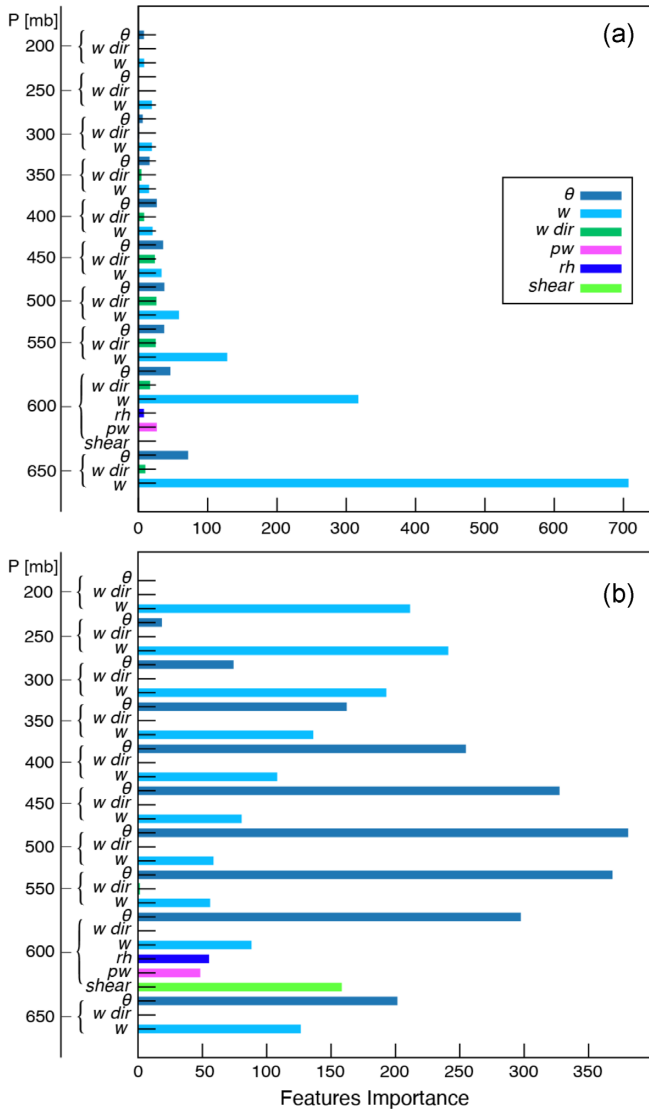 P [mb]
(a)
θ
200 { w dir
w
θ
250 { w dir
w
θ
300 { w dir
w
θ
350 { w dir
w
θ
400 { w dir
w
θ
450 { w dir
w
θ
500 { w dir
w
θ
550 { w dir
w
θ
w dir
600 { w
rh
pw
shear
θ
650 { w dir
w
θ
w
w dir
pw
rh
shear
0 100 200 300 400 500 600 700
P [mb]
(b)
θ
200 { w dir
w
θ
250 { w dir
w
θ
300 { w dir
w
θ
350 { w dir
w
θ
400 { w dir
w
θ
450 { w dir
w
θ
500 { w dir
w
θ
550 { w dir
w
θ
w dir
600 { w
rh
pw
shear
θ
650 { w dir
w
0 50 100 150 200 250 300 350
Features Importance